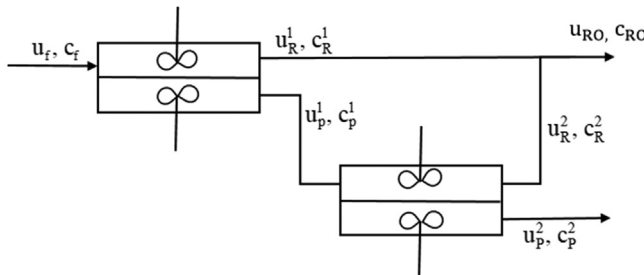 u_f, c_f
u_R^1, c_R^1
u_RO, c_RO
u_p^1, c_p^1
u_R^2, c_R^2
u_p^2, c_p^2